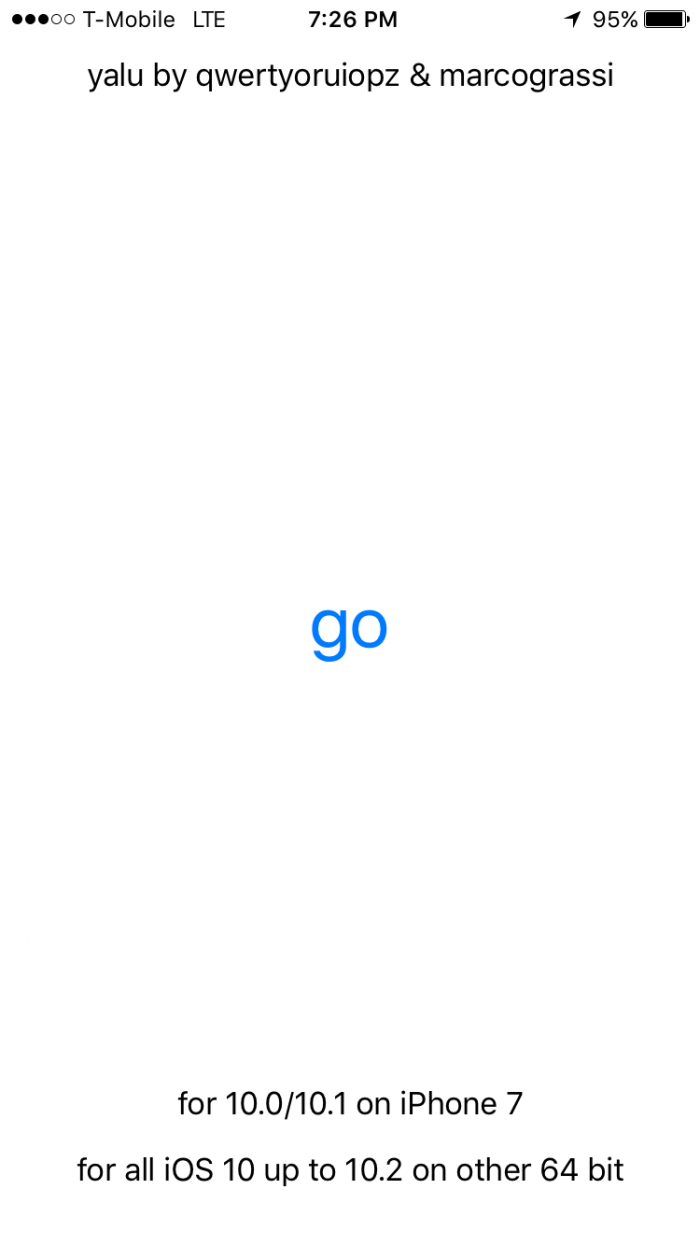 T-Mobile LTE 7:26 PM 95%
yalu by qwertyoruiopz & marcograssi
go
for 10.0/10.1 on iPhone 7
for all iOS 10 up to 10.2 on other 64 bit